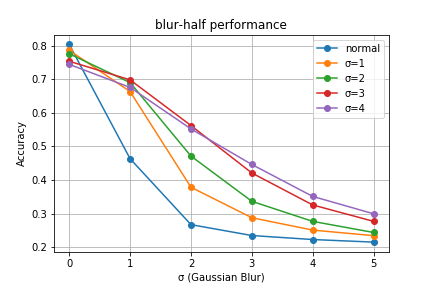 blur-half performance
normal
σ=1
σ=2
σ=3
σ=4
Accuracy
0.8
0.7
0.6
0.5
0.4
0.3
0.2
0 1 2 3 4 5
σ (Gaussian Blur)